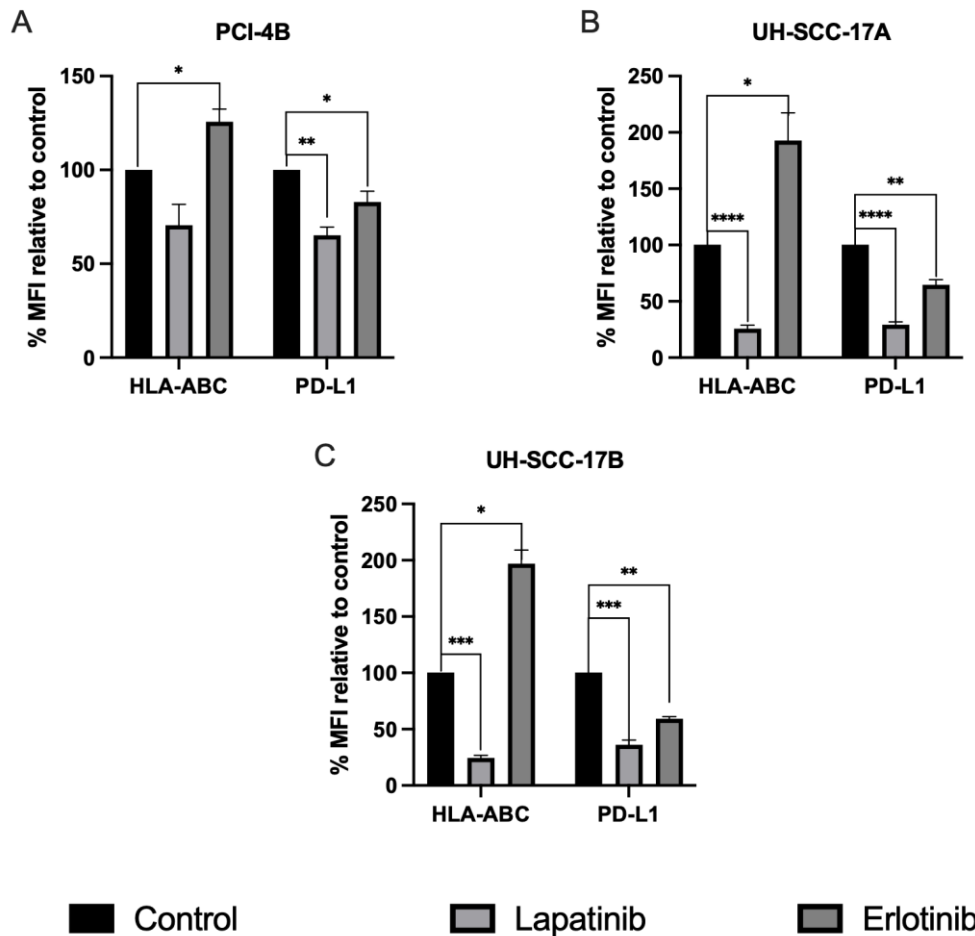 A
PCI-4B
% MFI relative to control
150
100
50
0
*
*
**
HLA-ABC
PD-L1
B
UH-SCC-17A
% MFI relative to control
250
200
150
100
50
0
*
**
****
****
HLA-ABC
PD-L1
C
UH-SCC-17B
% MFI relative to control
250
200
150
100
50
0
*
**
***
***
HLA-ABC
PD-L1
Control
Lapatinib
Erlotinib